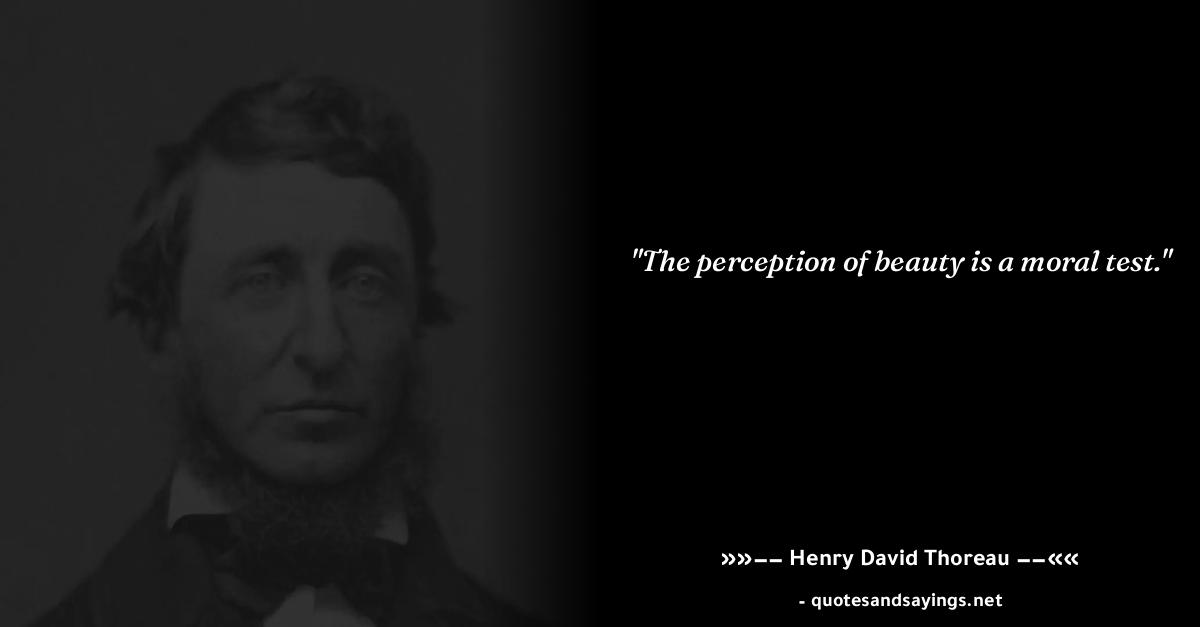 "The perception of beauty is a moral test."
»»−− Henry David Thoreau −−««
- quotesandsayings.net